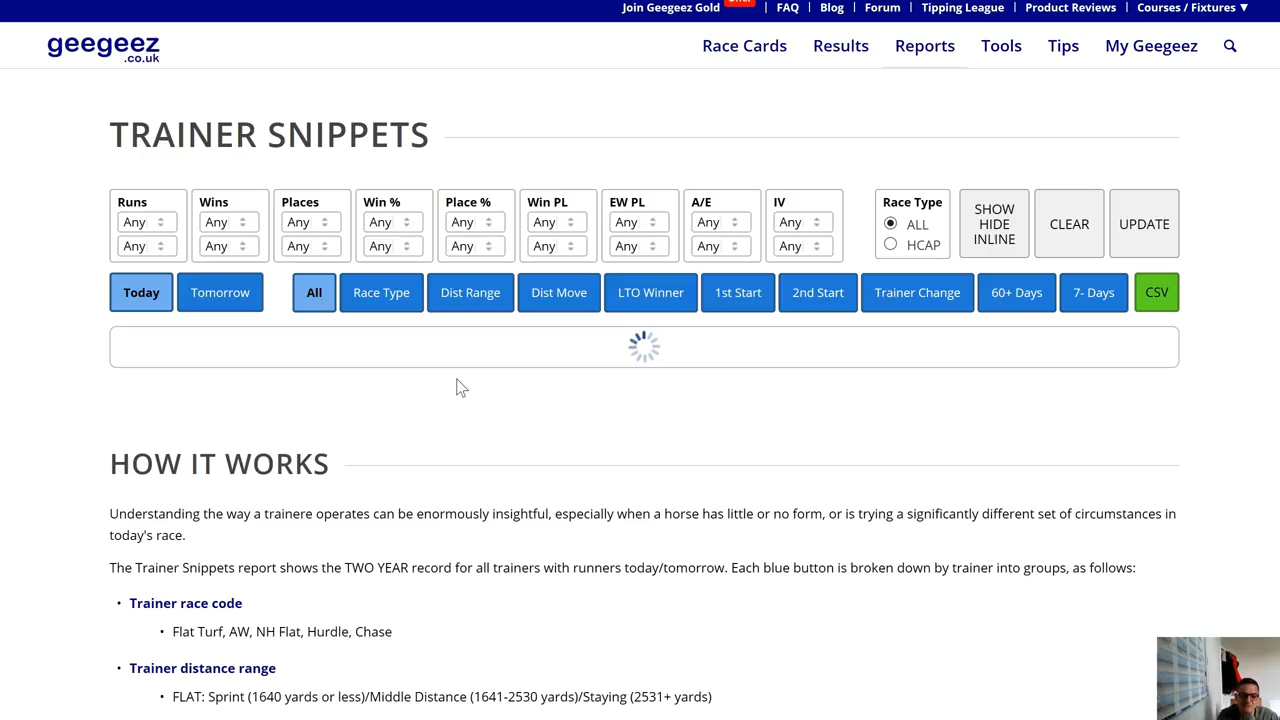 Join Geegeez Gold | FAQ | Blog | Forum | Tipping League | Product Reviews | Courses / Fixtures ▼
geegeez
.co.uk
Race Cards Results Reports Tools Tips My Geegeez
TRAINER SNIPPETS
Runs Wins Places Win % Place % Win PL EW PL A/E IV Race Type
Any Any Any Any Any Any Any Any Any ALL
Any Any Any Any Any Any Any Any Any HCAP
SHOW
HIDE
INLINE
CLEAR
UPDATE
Today Tomorrow All Race Type Dist Range Dist Move LTO Winner 1st Start 2nd Start Trainer Change 60+ Days 7- Days CSV
HOW IT WORKS
Understanding the way a trainere operates can be enormously insightful, especially when a horse has little or no form, or is trying a significantly different set of circumstances in
today's race.
The Trainer Snippets report shows the TWO YEAR record for all trainers with runners today/tomorrow. Each blue button is broken down by trainer into groups, as follows:
• Trainer race code
• Flat Turf, AW, NH Flat, Hurdle, Chase
• Trainer distance range
• FLAT: Sprint (1640 yards or less)/Middle Distance (1641-2530 yards)/Staying (2531+ yards)